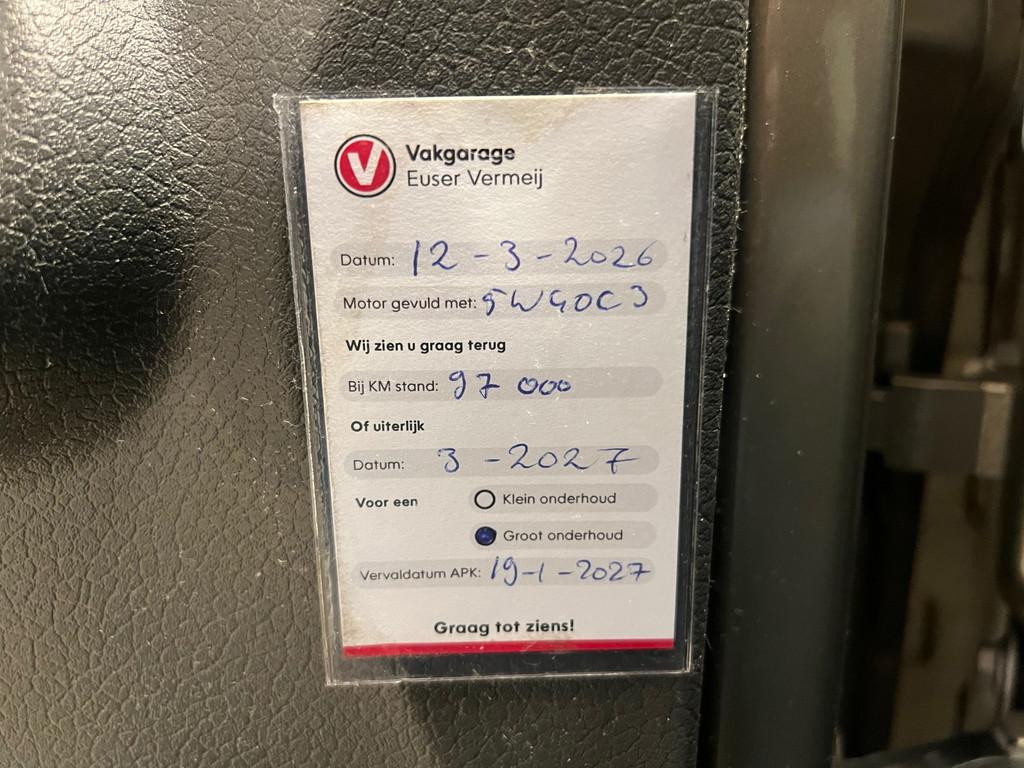 V
Vakgarage
Euser Vermeij
Datum: 12-3-2026
Motor gevuld met: 5W40C3
Wij zien u graag terug
Bij KM stand: 97 000
Of uiterlijk
Datum: 3-2027
Voor een Klein onderhoud
Groot onderhoud
Vervaldatum APK: 19-1-2027
Graag tot ziens!